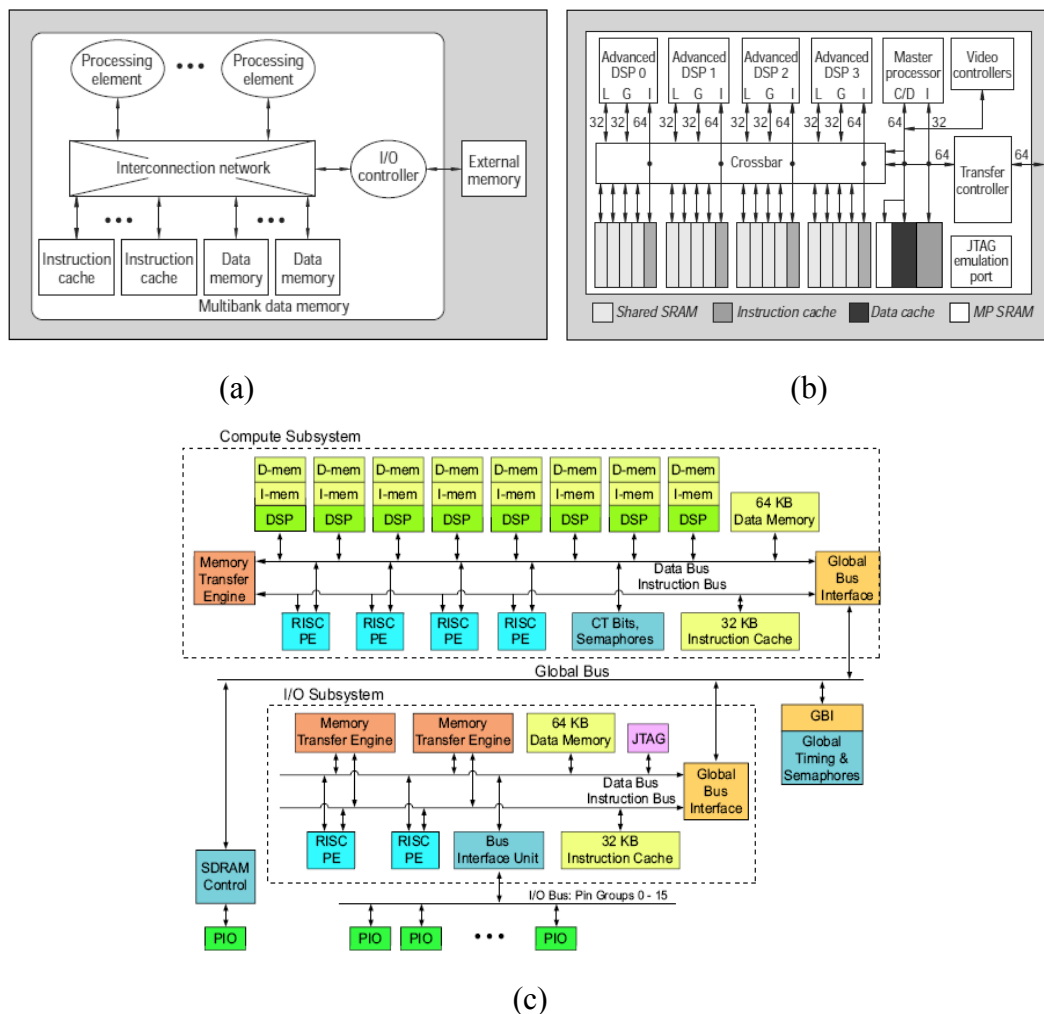 Processing
element
•••
Processing
element
Interconnection network
I/O
controller
External
memory
•••
•••
Instruction
cache
Instruction
cache
Data
memory
Data
memory
Multibank data memory
(a)
Advanced
DSP 0
Advanced
DSP 1
Advanced
DSP 2
Advanced
DSP 3
Master
processor
Video
controllers
L G I
L G I
L G I
L G I
C/D I
32 32 64
32 32 64
32 32 64
32 32 64
64 32
Crossbar
64
Transfer
controller
64
JTAG
emulation
port
Shared SRAM
Instruction cache
Data cache
MP SRAM
(b)
Compute Subsystem
D-mem D-mem D-mem D-mem D-mem D-mem D-mem D-mem
I-mem I-mem I-mem I-mem I-mem I-mem I-mem I-mem
DSP DSP DSP DSP DSP DSP DSP DSP
64 KB
Data Memory
Memory
Transfer
Engine
Data Bus
Instruction Bus
Global
Bus
Interface
RISC
PE
RISC
PE
RISC
PE
RISC
PE
CT Bits,
Semaphores
32 KB
Instruction Cache
Global Bus
I/O Subsystem
Memory
Transfer Engine
Memory
Transfer Engine
64 KB
Data Memory
JTAG
GBI
Global
Timing &
Semaphores
Data Bus
Instruction Bus
Global
Bus
Interface
RISC
PE
RISC
PE
Bus
Interface Unit
32 KB
Instruction Cache
SDRAM
Control
I/O Bus: Pin Groups 0 - 15
PIO
PIO
PIO
•••
PIO
(c)